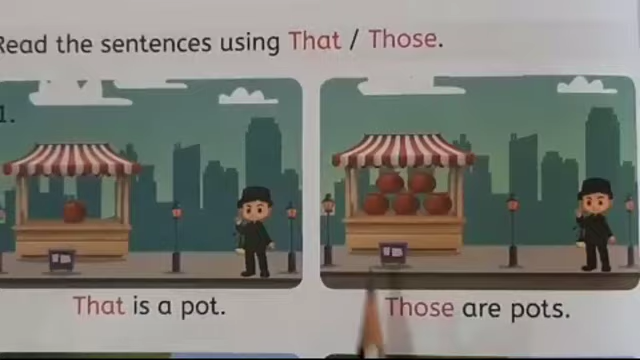 Read the sentences using That / Those.
1.
That is a pot.
Those are pots.